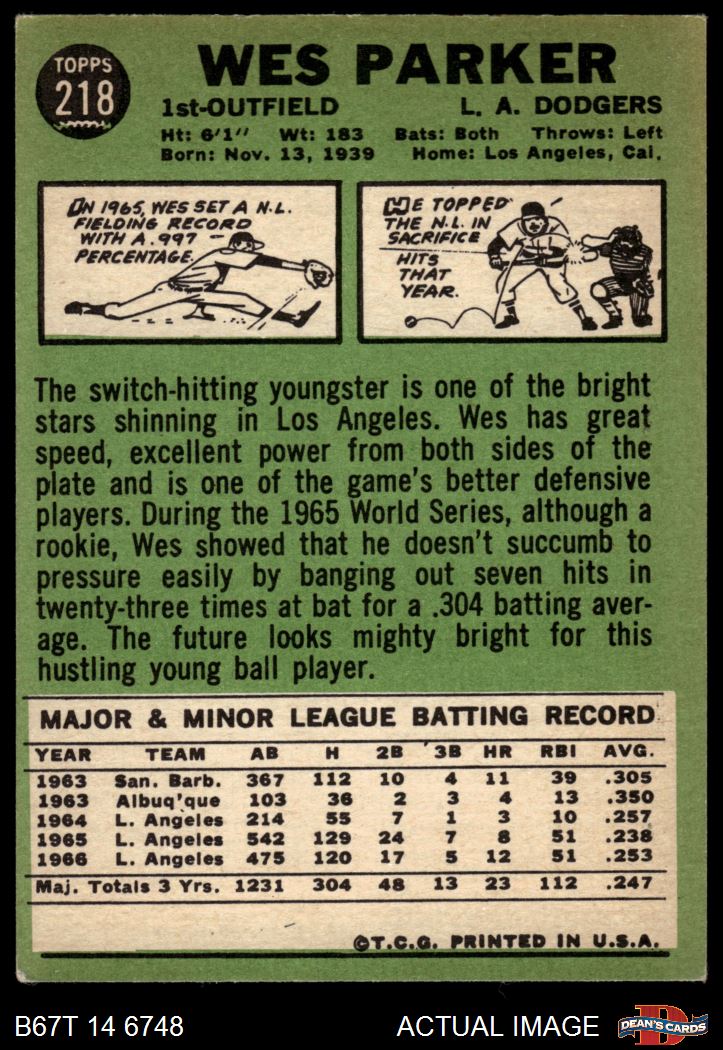 TOPPS
218
WES PARKER
1st-OUTFIELD L. A. DODGERS
Ht: 6'1" Wt: 183 Bats: Both Throws: Left
Born: Nov. 13, 1939 Home: Los Angeles, Cal.
ON 1965, WES SET A N.L.
FIELDING RECORD
WITH A .997
PERCENTAGE.
HE TOPPED
THE N.L. IN
SACRIFICE
HITS
THAT
YEAR.
The switch-hitting youngster is one of the bright
stars shinning in Los Angeles. Wes has great
speed, excellent power from both sides of the
plate and is one of the game's better defensive
players. During the 1965 World Series, although a
rookie, Wes showed that he doesn't succumb to
pressure easily by banging out seven hits in
twenty-three times at bat for a .304 batting aver-
age. The future looks mighty bright for this
hustling young ball player.
MAJOR & MINOR LEAGUE BATTING RECORD
YEAR TEAM AB H 2B 3B HR RBI AVG.
1963 San. Barb. 367 112 10 4 11 39 .305
1963 Albuq'que 103 36 2 3 4 13 .350
1964 L. Angeles 214 55 7 1 3 10 .257
1965 L. Angeles 542 129 24 7 8 51 .238
1966 L. Angeles 475 120 17 5 12 51 .253
Maj. Totals 3 Yrs. 1231 304 48 13 23 112 .247
©T.C.G. PRINTED IN U.S.A.
B67T 14 6748 ACTUAL IMAGE
D
DEAN'S CARDS